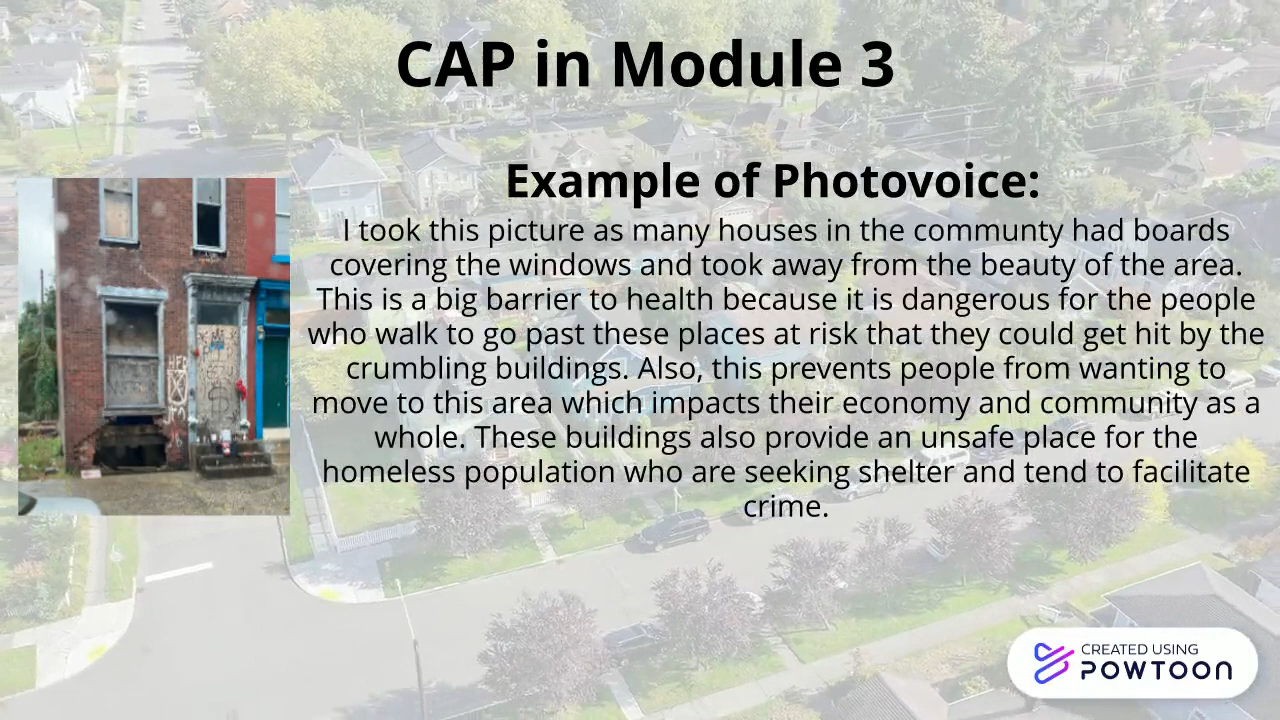 CAP in Module 3
Example of Photovoice:
I took this picture as many houses in the communty had boards
covering the windows and took away from the beauty of the area.
This is a big barrier to health because it is dangerous for the people
who walk to go past these places at risk that they could get hit by the
crumbling buildings. Also, this prevents people from wanting to
move to this area which impacts their economy and community as a
whole. These buildings also provide an unsafe place for the
homeless population who are seeking shelter and tend to facilitate
crime.
CREATED USING
POWTOON